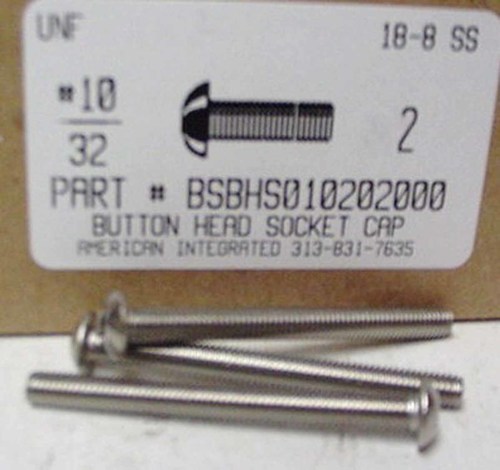 UNF 18-8 SS
#10
32
2
PART # BSBHS010202000
BUTTON HEAD SOCKET CAP
AMERICAN INTEGRATED 313-831-7635